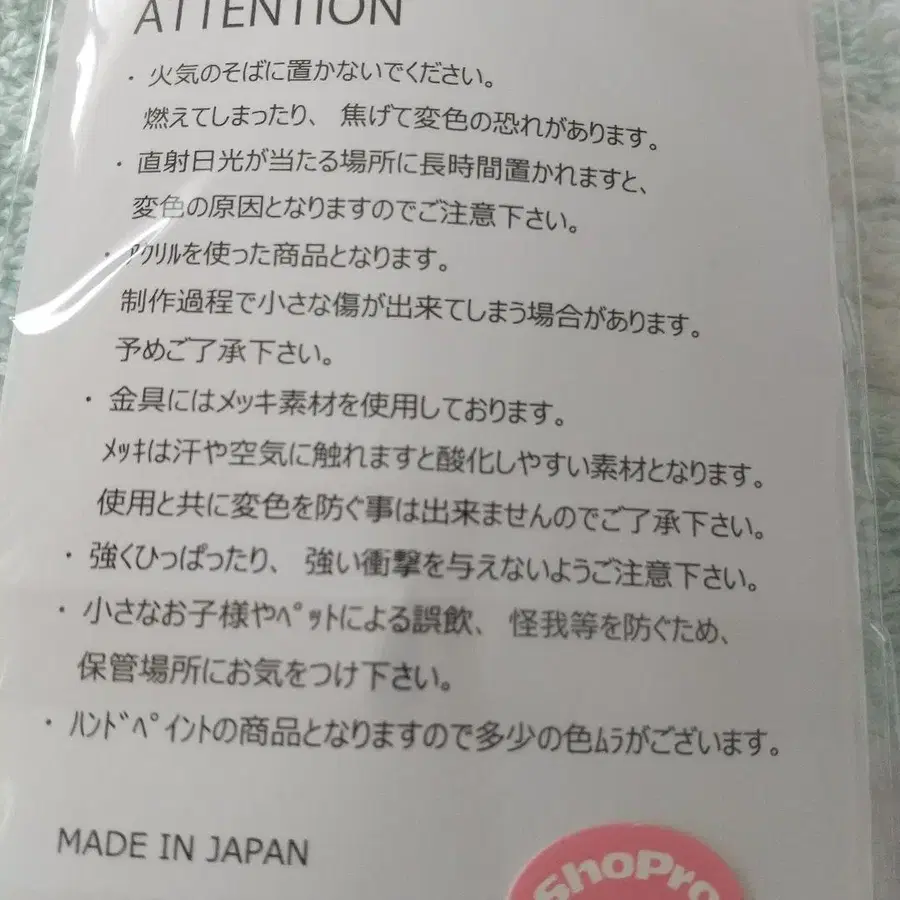 ATTENTION
・火気のそばに置かないでください。
燃えてしまったり、焦げて変色の恐れがあります。
・直射日光が当たる場所に長時間置かれますと、
変色の原因となりますのでご注意下さい。
・ｱｸﾘﾙを使った商品となります。
制作過程で小さな傷が出来てしまう場合があります。
予めご了承下さい。
・金具にはメッキ素材を使用しております。
ﾒｯｷは汗や空気に触れますと酸化しやすい素材となります。
使用と共に変色を防ぐ事は出来ませんのでご了承下さい。
・強くひっぱったり、強い衝撃を与えないようご注意下さい。
・小さなお子様やﾍﾟｯﾄによる誤飲、怪我等を防ぐため、
保管場所にお気をつけ下さい。
・ﾊﾝﾄﾞﾍﾟｲﾝﾄの商品となりますので多少の色ﾑﾗがございます。
MADE IN JAPAN
ShoPro